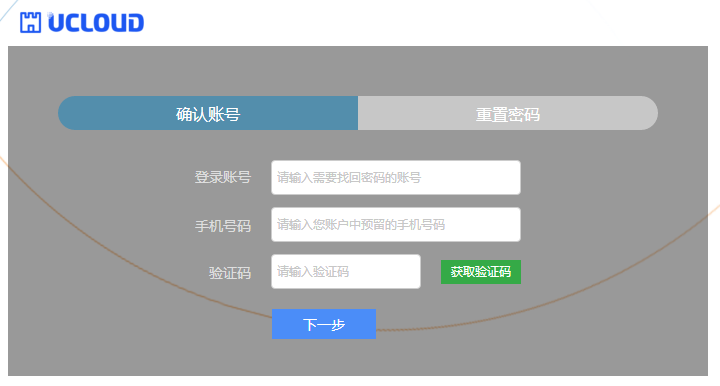 UCLOUD
确认账号 重置密码
登录账号 请输入需要找回密码的账号
手机号码 请输入您账户中预留的手机号码
验证码 请输入验证码 获取验证码
下一步